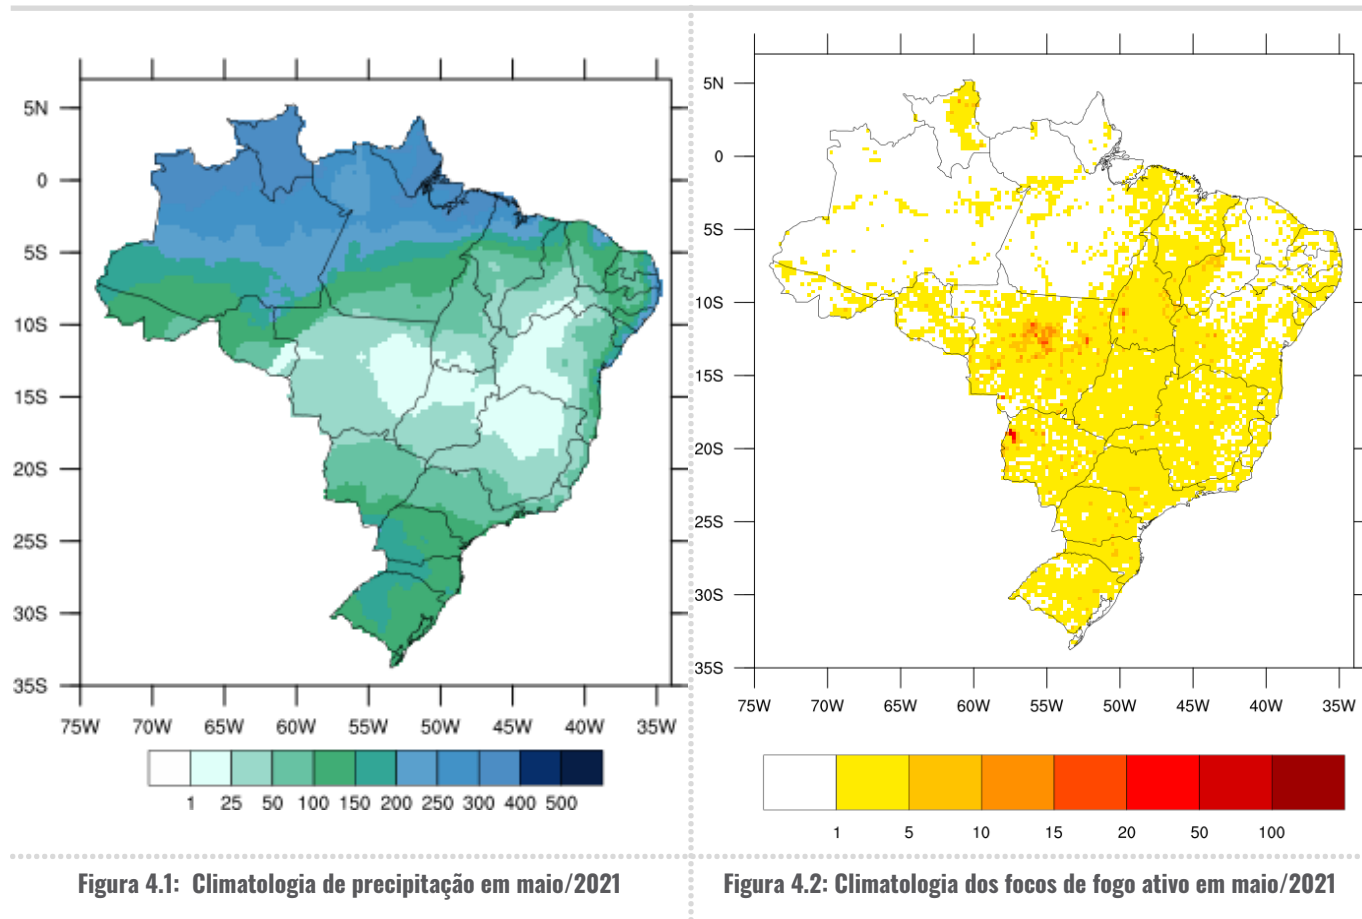 5N
0
5S
10S
15S
20S
25S
30S
35S
75W 70W 65W 60W 55W 50W 45W 40W 35W
1 25 50 100 150 200 250 300 400 500
Figura 4.1: Climatologia de precipitação em maio/2021
5N
0
5S
10S
15S
20S
25S
30S
35S
75W 70W 65W 60W 55W 50W 45W 40W 35W
1 5 10 15 20 50 100
Figura 4.2: Climatologia dos focos de fogo ativo em maio/2021